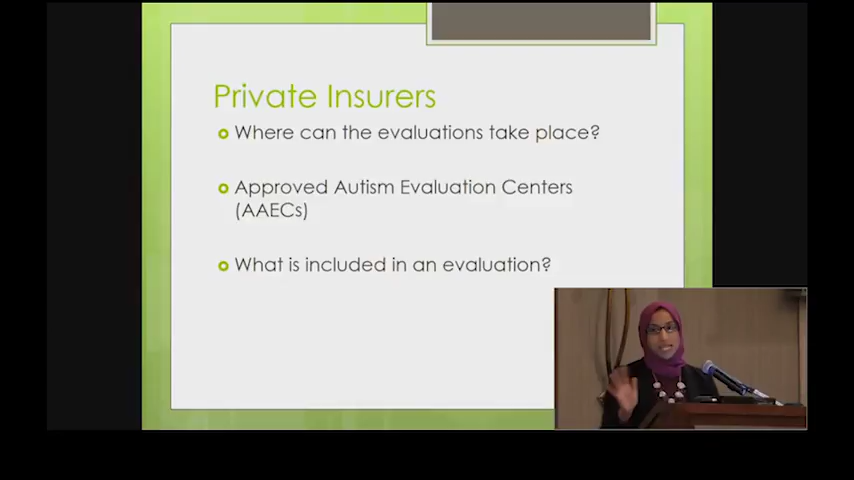 Private Insurers
Where can the evaluations take place?
Approved Autism Evaluation Centers
(AAECs)
What is included in an evaluation?